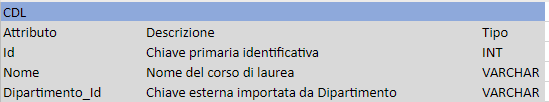 CDL
Attributo Descrizione Tipo
Id Chiave primaria identificativa INT
Nome Nome del corso di laurea VARCHAR
Dipartimento_Id Chiave esterna importata da Dipartimento VARCHAR